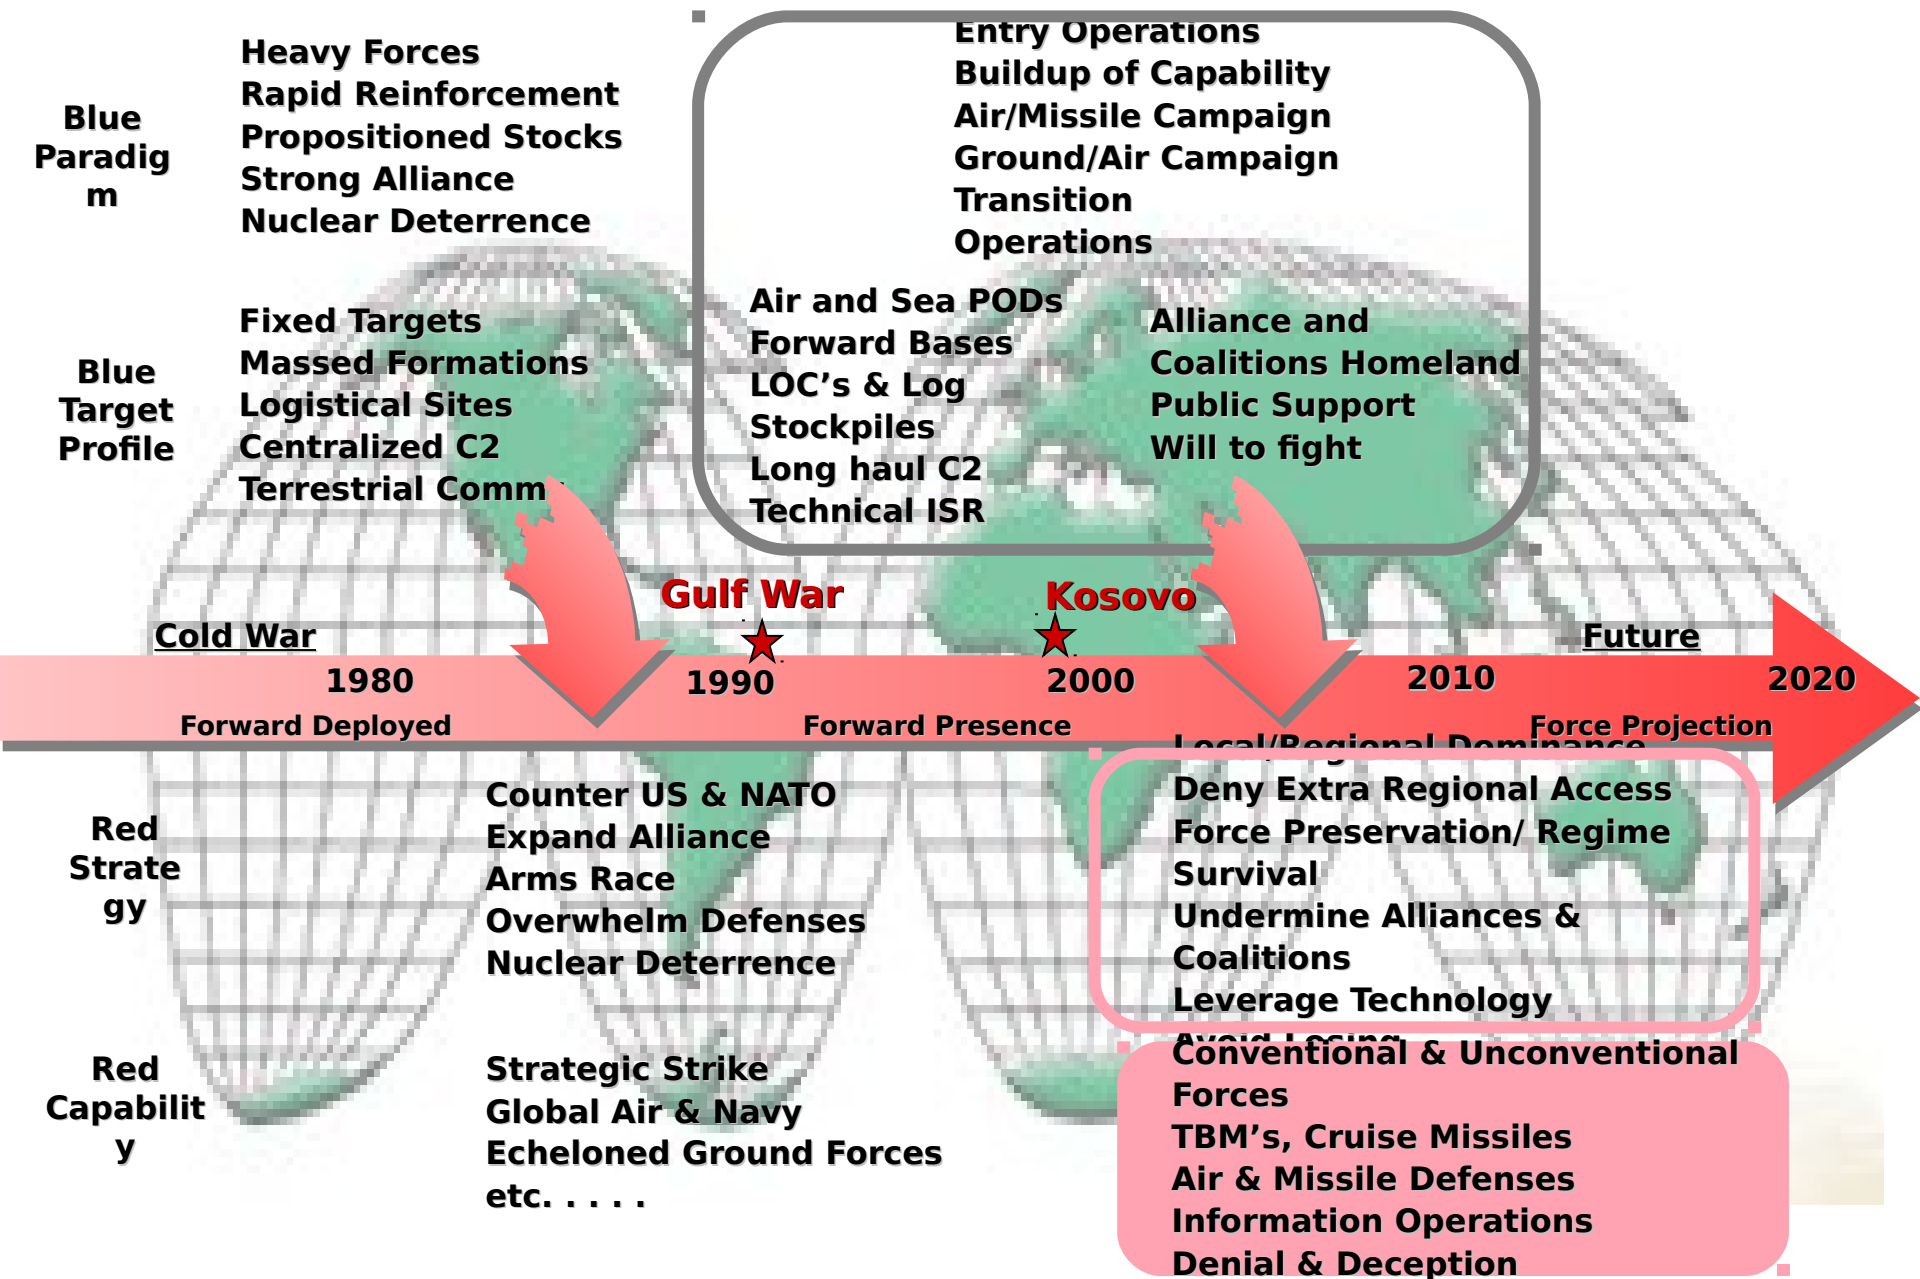 Blue
Paradig
m
Heavy Forces
Rapid Reinforcement
Propositioned Stocks
Strong Alliance
Nuclear Deterrence
Entry Operations
Buildup of Capability
Air/Missile Campaign
Ground/Air Campaign
Transition
Operations
Blue
Target
Profile
Fixed Targets
Massed Formations
Logistical Sites
Centralized C2
Terrestrial Comm
Air and Sea PODs
Forward Bases
LOC’s & Log
Stockpiles
Long haul C2
Technical ISR
Alliance and
Coalitions Homeland
Public Support
Will to fight
Gulf War
Kosovo
Cold War
Future
1980
1990
2000
2010
2020
Forward Deployed
Forward Presence
Force Projection
Red
Strate
gy
Counter US & NATO
Expand Alliance
Arms Race
Overwhelm Defenses
Nuclear Deterrence
Local/Regional Dominance
Deny Extra Regional Access
Force Preservation/ Regime
Survival
Undermine Alliances &
Coalitions
Leverage Technology
Avoid Losing
Red
Capabilit
y
Strategic Strike
Global Air & Navy
Echeloned Ground Forces
etc. . . . .
Conventional & Unconventional
Forces
TBM’s, Cruise Missiles
Air & Missile Defenses
Information Operations
Denial & Deception